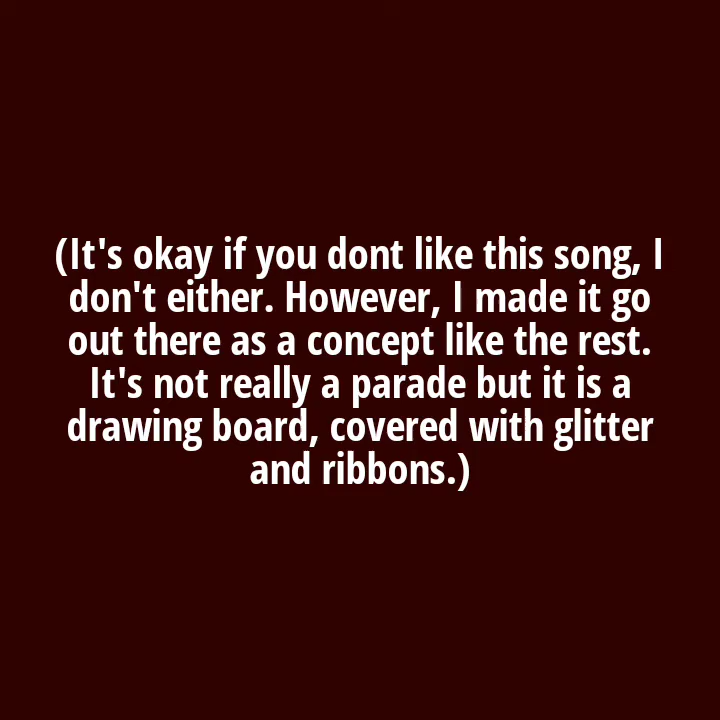 (It's okay if you dont like this song, I
don't either. However, I made it go
out there as a concept like the rest.
It's not really a parade but it is a
drawing board, covered with glitter
and ribbons.)